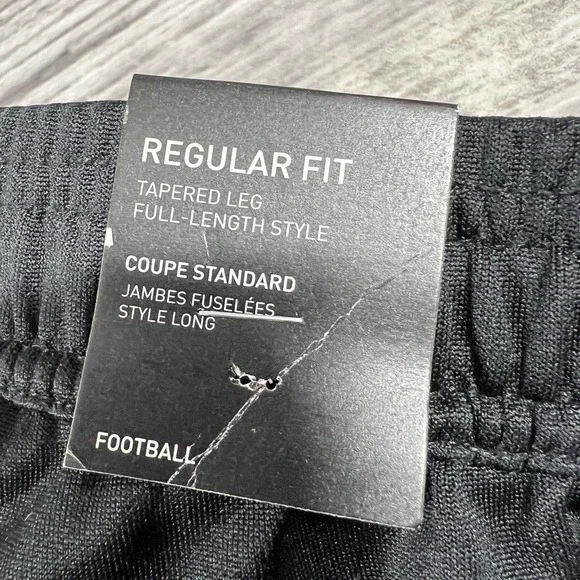 REGULAR FIT
TAPERED LEG
FULL-LENGTH STYLE
COUPE STANDARD
JAMBES FUSELÉES
STYLE LONG
FOOTBALL